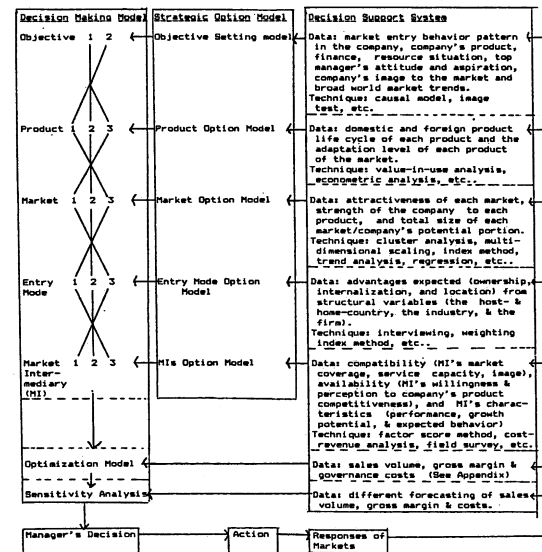 Decision Making Model
Objective 1 2
Product 1 2 3
Market 1 2 3
Entry 1 2 3
Mode
Market 1 2 3
Inter-
mediary
(MI)
Optimization Model
Sensitivity Analysis
Strategic Option Model
Objective Setting model
Product Option Model
Market Option Model
Entry Mode Option
Model
MIs Option Model
Decision Support System
Data: market entry behavior pattern
in the company, company's product,
finance, resource situation, top
manager's attitude and aspiration,
company's image to the market and
broad world market trends.
Technique: causal model, image
test, etc.
Data: domestic and foreign product
life cycle of each product and the
adaptation level of each product
of the market.
Technique: value-in-use analysis,
econometric analysis, etc..
Data: attractiveness of each market,
strength of the company to each
product, and total size of each
market/company's potential portion.
Technique: cluster analysis, multi-
dimensional scaling, index method,
trend analysis, regression, etc..
Data: advantages expected (ownership,
internalization, and location) from
structural variables (the host- &
home-country, the industry, & the
firm).
Technique: interviewing, weighting
index method, etc..
Data: compatibility (MI's market
coverage, service capacity, image),
availability (MI's willingness &
perception to company's product
competitiveness), and MI's charac-
teristics (performance, growth
potential, & expected behavior)
Technique: factor score method, cost-
revenue analysis, field survey, etc.
Data: sales volume, gross margin &
governance costs (See Appendix)
Data: different forecasting of sales
volume, gross margin & costs.
Manager's Decision
Action
Responses of
Markets